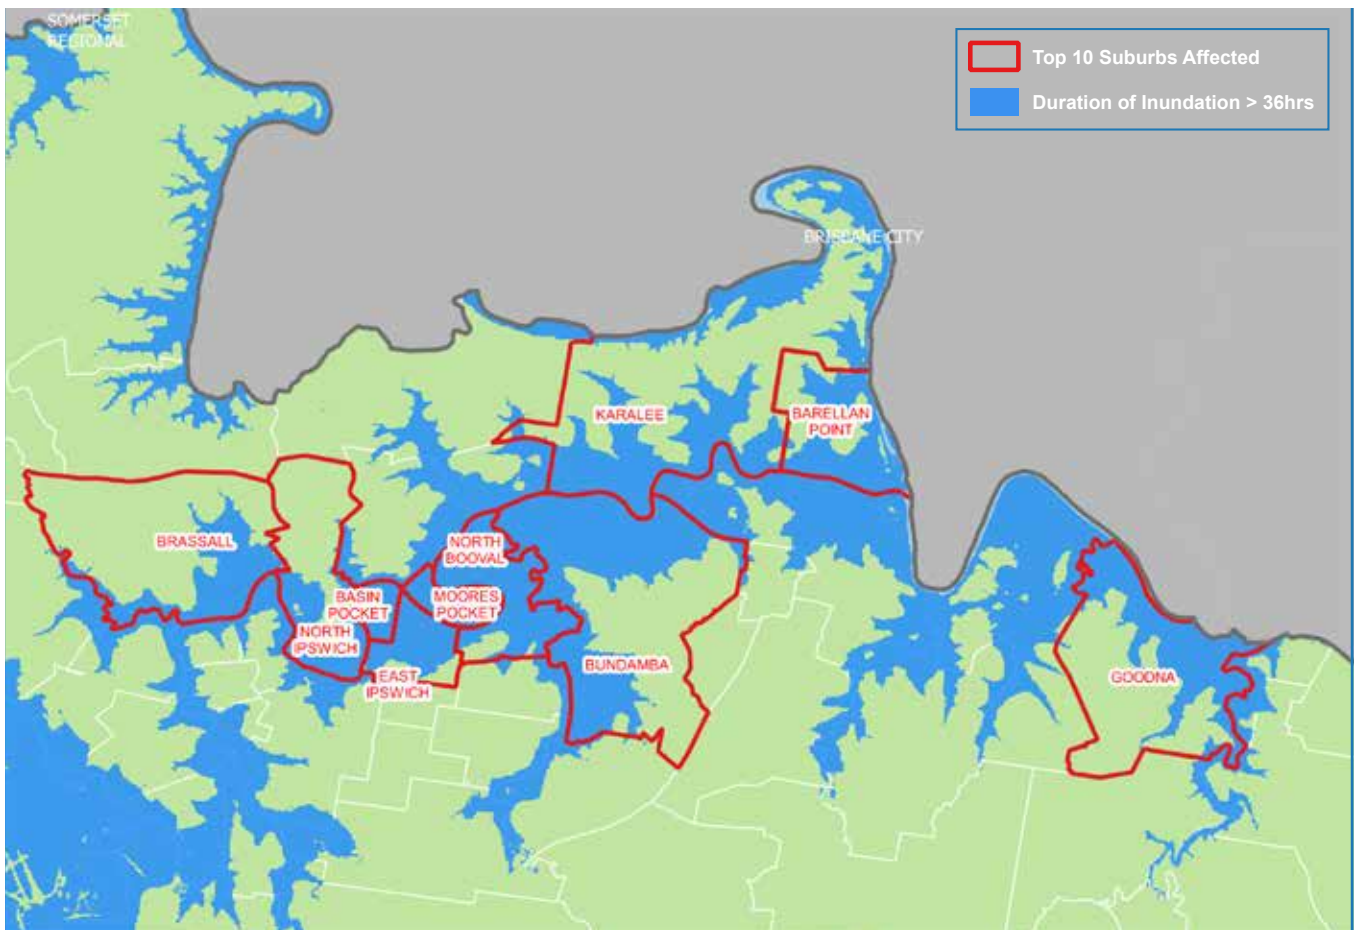 SOMERSET
REGIONAL
Top 10 Suburbs Affected
Duration of Inundation > 36hrs
BRISBANE CITY
KARALEE
BARELLAN
POINT
BRASSALL
NORTH
BOOVAL
BASIN
POCKET
MOORES
POCKET
NORTH
IPSWICH
EAST
IPSWICH
BUNDAMBA
GOODNA